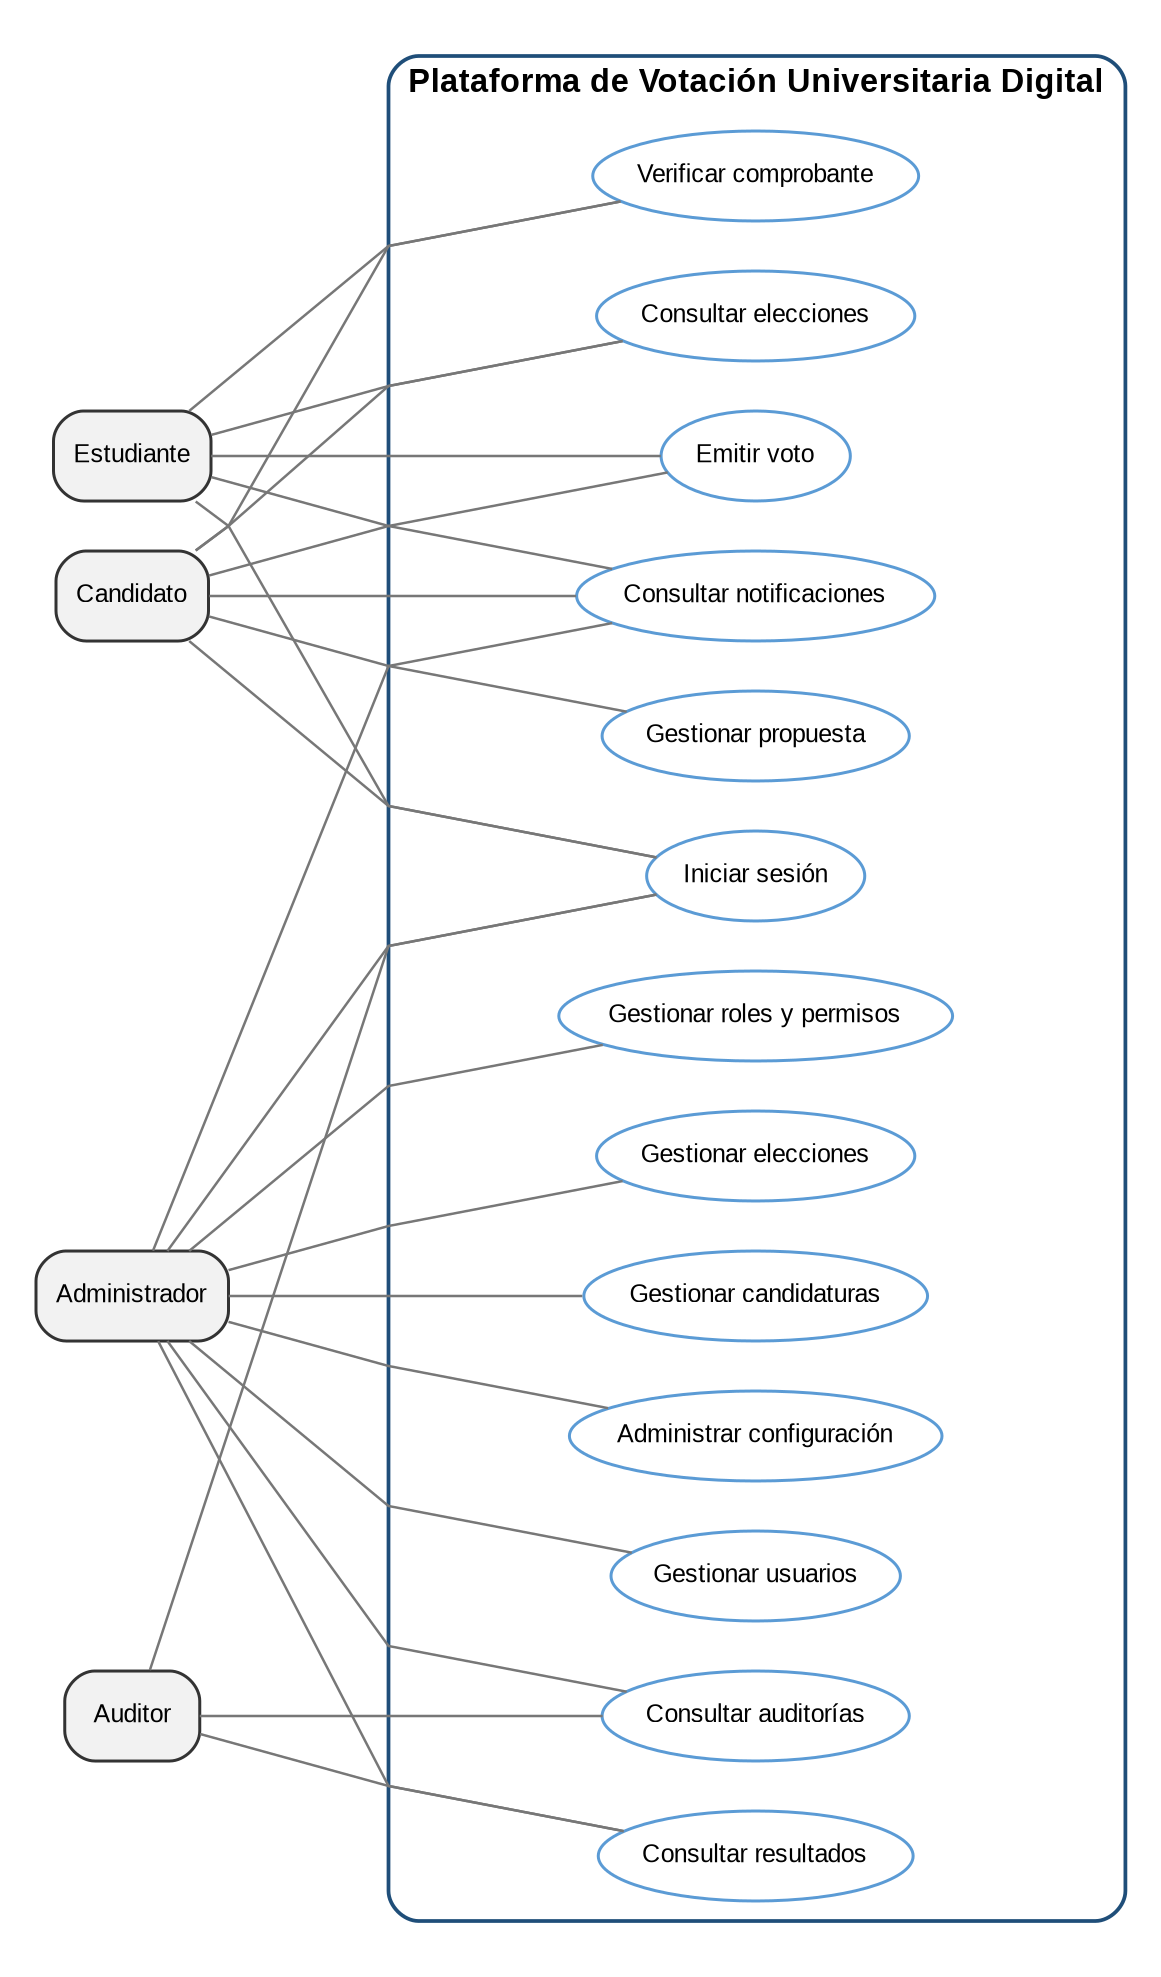 Plataforma de Votación Universitaria Digital
Verificar comprobante
Consultar elecciones
Estudiante
Emitir voto
Candidato
Consultar notificaciones
Gestionar propuesta
Iniciar sesión
Gestionar roles y permisos
Gestionar elecciones
Administrador
Gestionar candidaturas
Administrar configuración
Gestionar usuarios
Auditor
Consultar auditorías
Consultar resultados